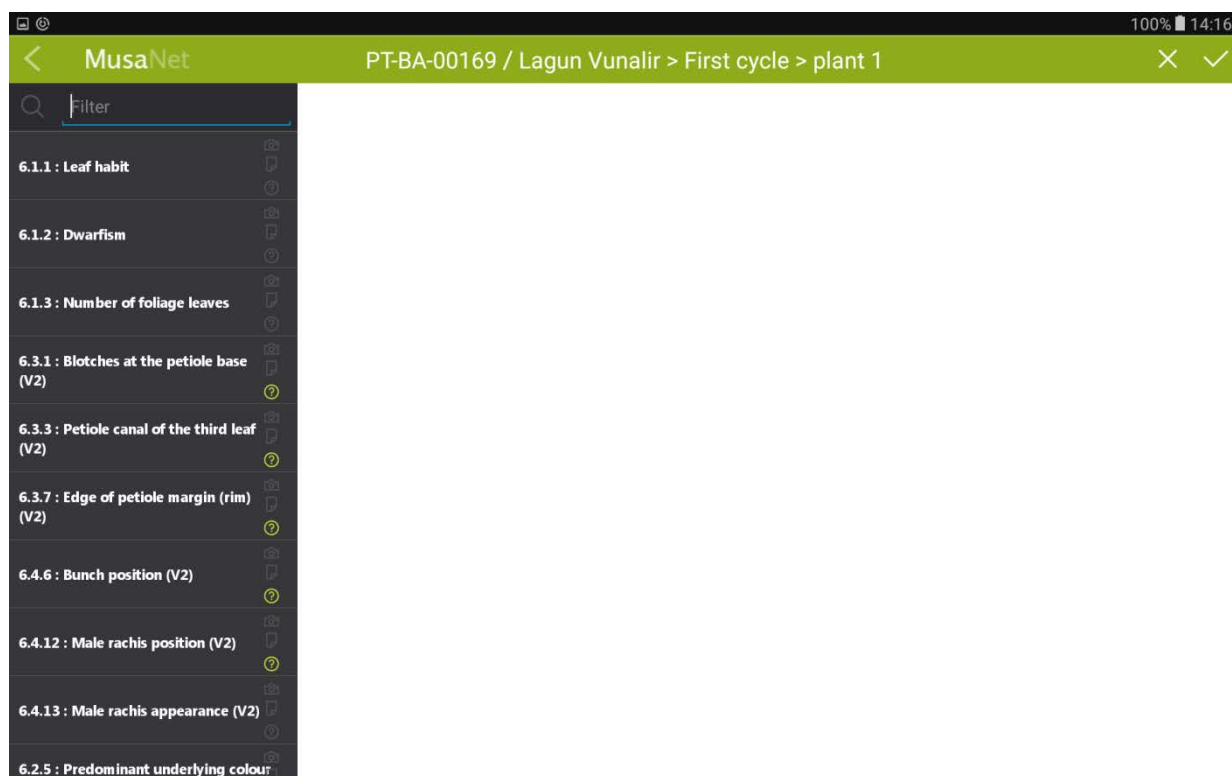 100% 14:16
MusaNet PT-BA-00169 / Lagun Vunalir > First cycle > plant 1
Filter
6.1.1 : Leaf habit
6.1.2 : Dwarfism
6.1.3 : Number of foliage leaves
6.3.1 : Blotches at the petiole base
(V2)
6.3.3 : Petiole canal of the third leaf
(V2)
6.3.7 : Edge of petiole margin (rim)
(V2)
6.4.6 : Bunch position (V2)
6.4.12 : Male rachis position (V2)
6.4.13 : Male rachis appearance (V2)
6.2.5 : Predominant underlying colour